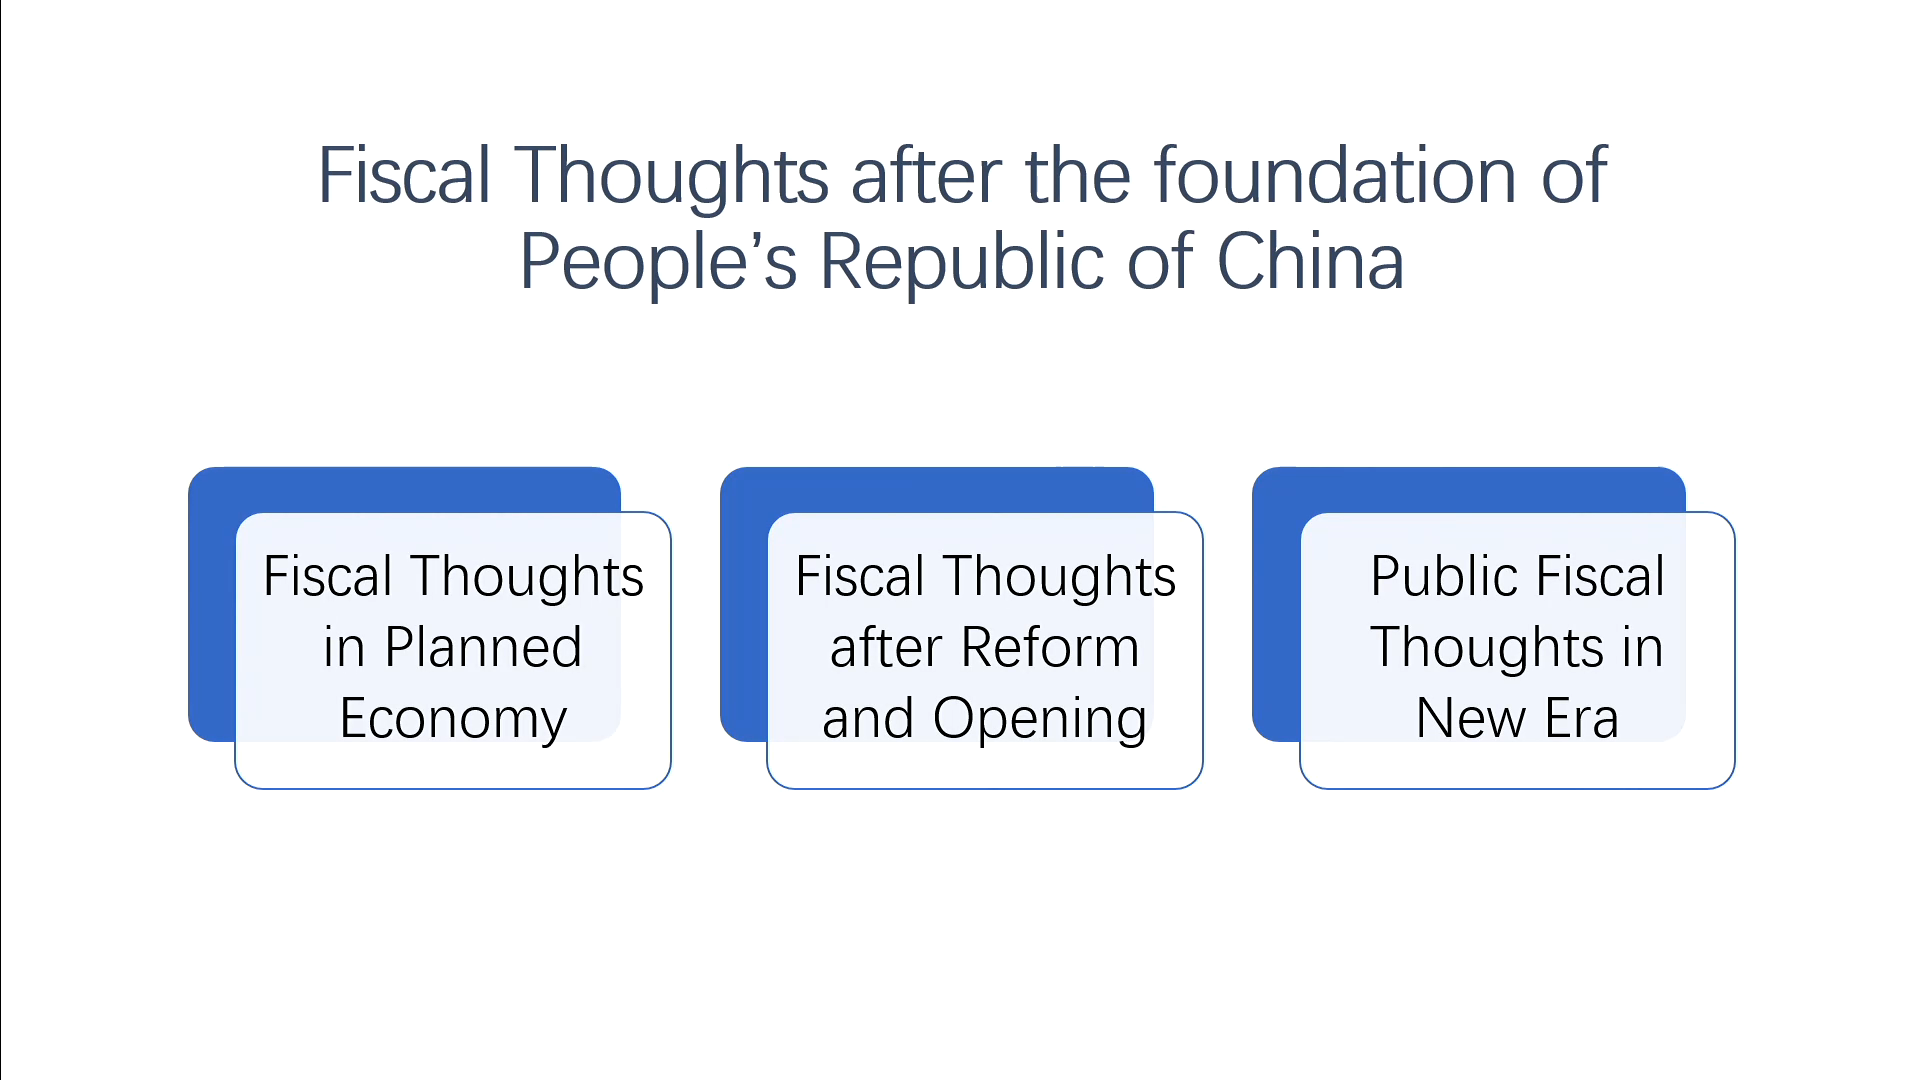 Fiscal Thoughts after the foundation of
People’s Republic of China
Fiscal Thoughts
in Planned
Economy
Fiscal Thoughts
after Reform
and Opening
Public Fiscal
Thoughts in
New Era